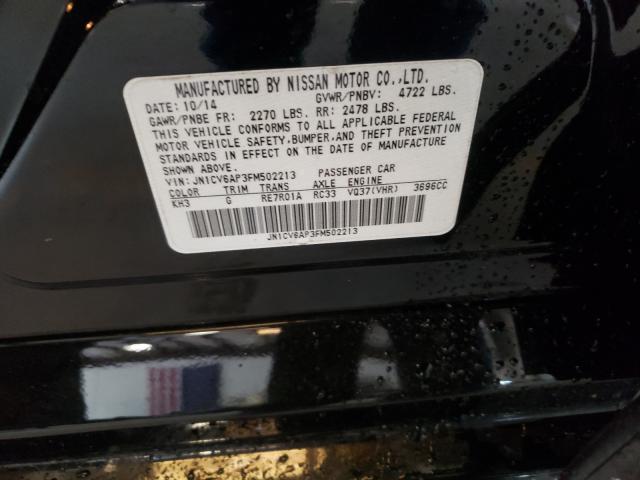 MANUFACTURED BY NISSAN MOTOR CO.,LTD.
DATE: 10/14 GVWR/PNBV: 4722 LBS.
GAWR/PNBE FR: 2270 LBS. RR: 2478 LBS.
THIS VEHICLE CONFORMS TO ALL APPLICABLE FEDERAL
MOTOR VEHICLE SAFETY,BUMPER,AND THEFT PREVENTION
STANDARDS IN EFFECT ON THE DATE OF MANUFACTURE
SHOWN ABOVE.
VIN: JN1CV6AP3FM502213 PASSENGER CAR
COLOR TRIM TRANS AXLE ENGINE
KH3 G RE7R01A RC33 VQ37(VHR) 3696CC
JN1CV6AP3FM502213